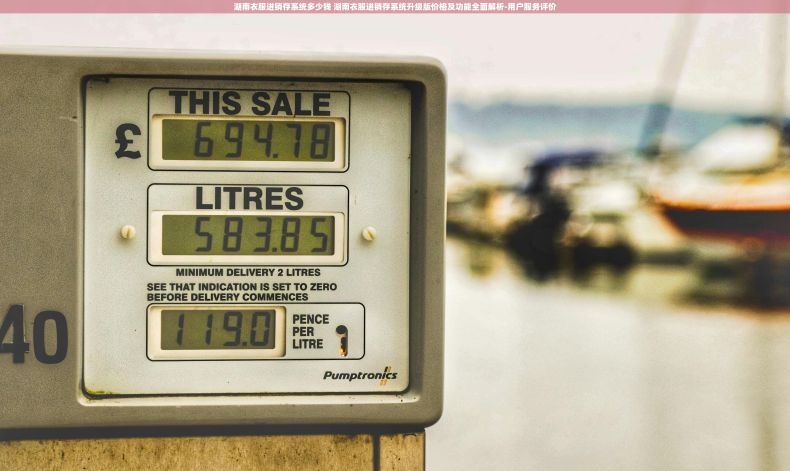 湖南衣服进销存系统多少钱 湖南衣服进销存系统升级版价格及功能全面解析-用户服务评价
THIS SALE
£ 694.78
LITRES
583.85
MINIMUM DELIVERY 2 LITRES
SEE THAT INDICATION IS SET TO ZERO
BEFORE DELIVERY COMMENCES
119.0
PENCE
PER
LITRE
40
Pumptronics